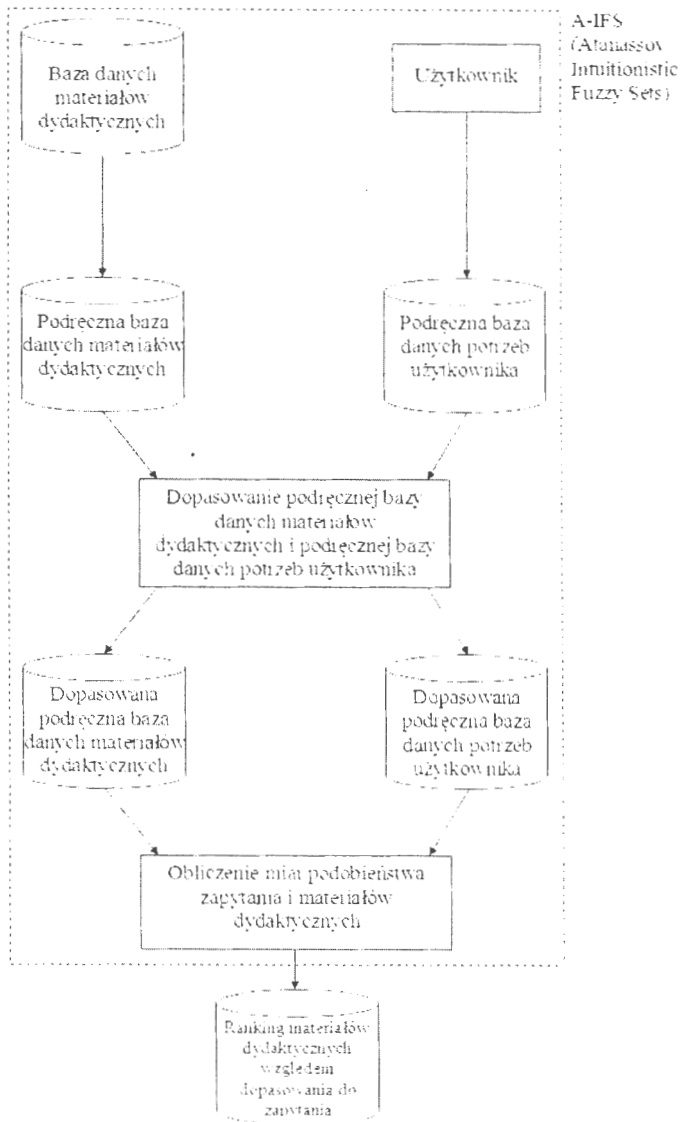 A-IFS
(Atanassov
Intuitionistic
Fuzzy Sets)
Baza danych
materiałów
dydaktycznych
Użytkownik
Podręczna baza
danych materiałów
dydaktycznych
Podręczna baza
danych potrzeb
użytkownika
Dopasowanie podręcznej bazy
danych materiałów
dydaktycznych i podręcznej bazy
danych potrzeb użytkownika
Dopasowana
podręczna baza
danych materiałów
dydaktycznych
Dopasowana
podręczna baza
danych potrzeb
użytkownika
Obliczenie miar podobieństwa
zapytania i materiałów
dydaktycznych
Ranking materiałów
dydaktycznych
względem
dopasowania do
zapytania